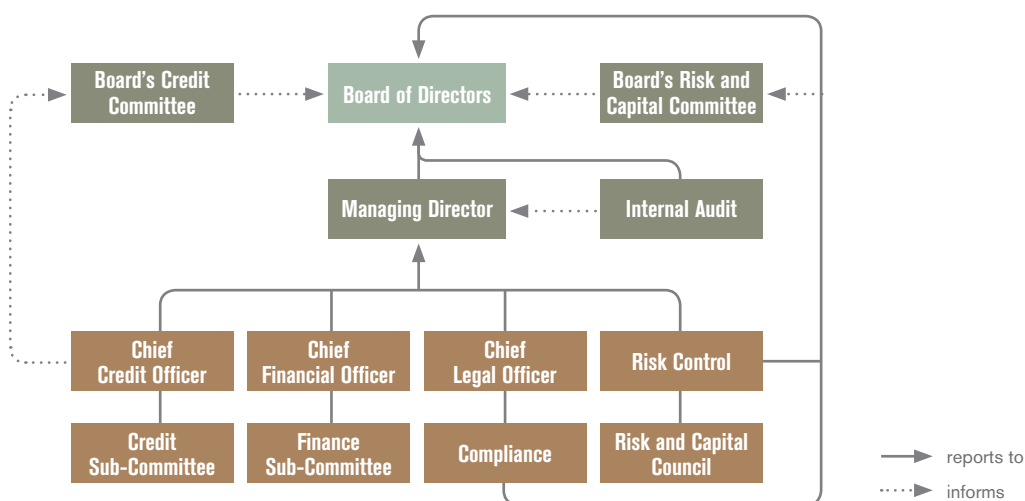 Board's Credit
Committee
Board of Directors
Board's Risk and
Capital Committee
Managing Director
Internal Audit
Chief
Credit Officer
Chief
Financial Officer
Chief
Legal Officer
Risk Control
Credit
Sub-Committee
Finance
Sub-Committee
Compliance
Risk and Capital
Council
reports to
informs